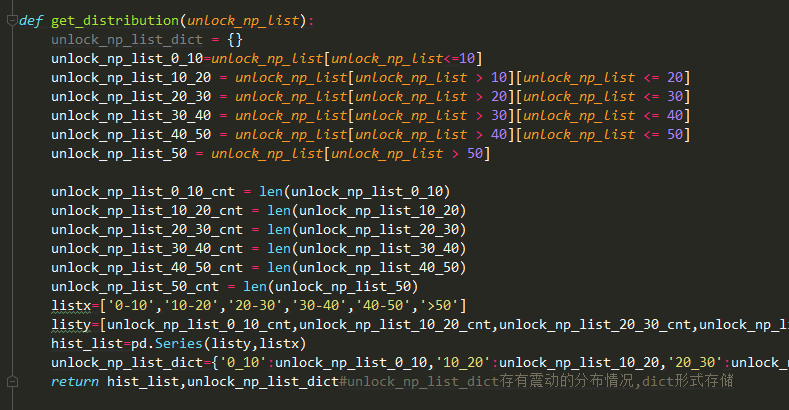 def get_distribution(unlock_np_list):
unlock_np_list_dict = {}
unlock_np_list_0_10=unlock_np_list[unlock_np_list<=10]
unlock_np_list_10_20 = unlock_np_list[unlock_np_list > 10][unlock_np_list <= 20]
unlock_np_list_20_30 = unlock_np_list[unlock_np_list > 20][unlock_np_list <= 30]
unlock_np_list_30_40 = unlock_np_list[unlock_np_list > 30][unlock_np_list <= 40]
unlock_np_list_40_50 = unlock_np_list[unlock_np_list > 40][unlock_np_list <= 50]
unlock_np_list_50 = unlock_np_list[unlock_np_list > 50]
unlock_np_list_0_10_cnt = len(unlock_np_list_0_10)
unlock_np_list_10_20_cnt = len(unlock_np_list_10_20)
unlock_np_list_20_30_cnt = len(unlock_np_list_20_30)
unlock_np_list_30_40_cnt = len(unlock_np_list_30_40)
unlock_np_list_40_50_cnt = len(unlock_np_list_40_50)
unlock_np_list_50_cnt = len(unlock_np_list_50)
listx=['0-10','10-20','20-30','30-40','40-50','>50']
listy=[unlock_np_list_0_10_cnt,unlock_np_list_10_20_cnt,unlock_np_list_20_30_cnt,unlock_np_li
hist_list=pd.Series(listy,listx)
unlock_np_list_dict={'0_10':unlock_np_list_0_10,'10_20':unlock_np_list_10_20,'20_30':unlock_n
return hist_list,unlock_np_list_dict#unlock_np_list_dict存有震动的分布情况,dict形式存储